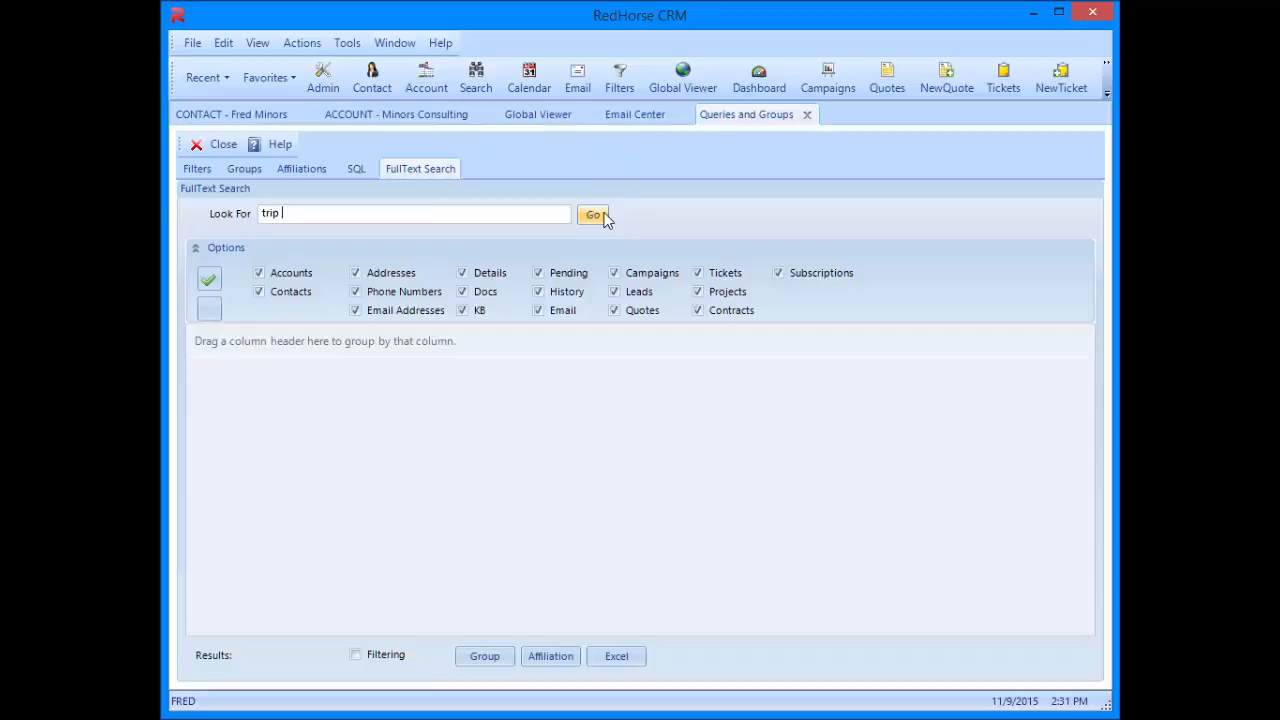 RedHorse CRM
File Edit View Actions Tools Window Help
Recent Favorites Admin Contact Account Search Calendar Email Filters Global Viewer Dashboard Campaigns Quotes NewQuote Tickets NewTicket
CONTACT - Fred Minors ACCOUNT - Minors Consulting Global Viewer Email Center Queries and Groups
Close Help
Filters Groups Affiliations SQL FullText Search
FullText Search
Look For trip Go
Options
Accounts Addresses Details Pending Campaigns Tickets Subscriptions
Contacts Phone Numbers Docs History Leads Projects
Email Addresses KB Email Quotes Contracts
Drag a column header here to group by that column.
Results: Filtering Group Affiliation Excel
FRED 11/9/2015 2:31 PM